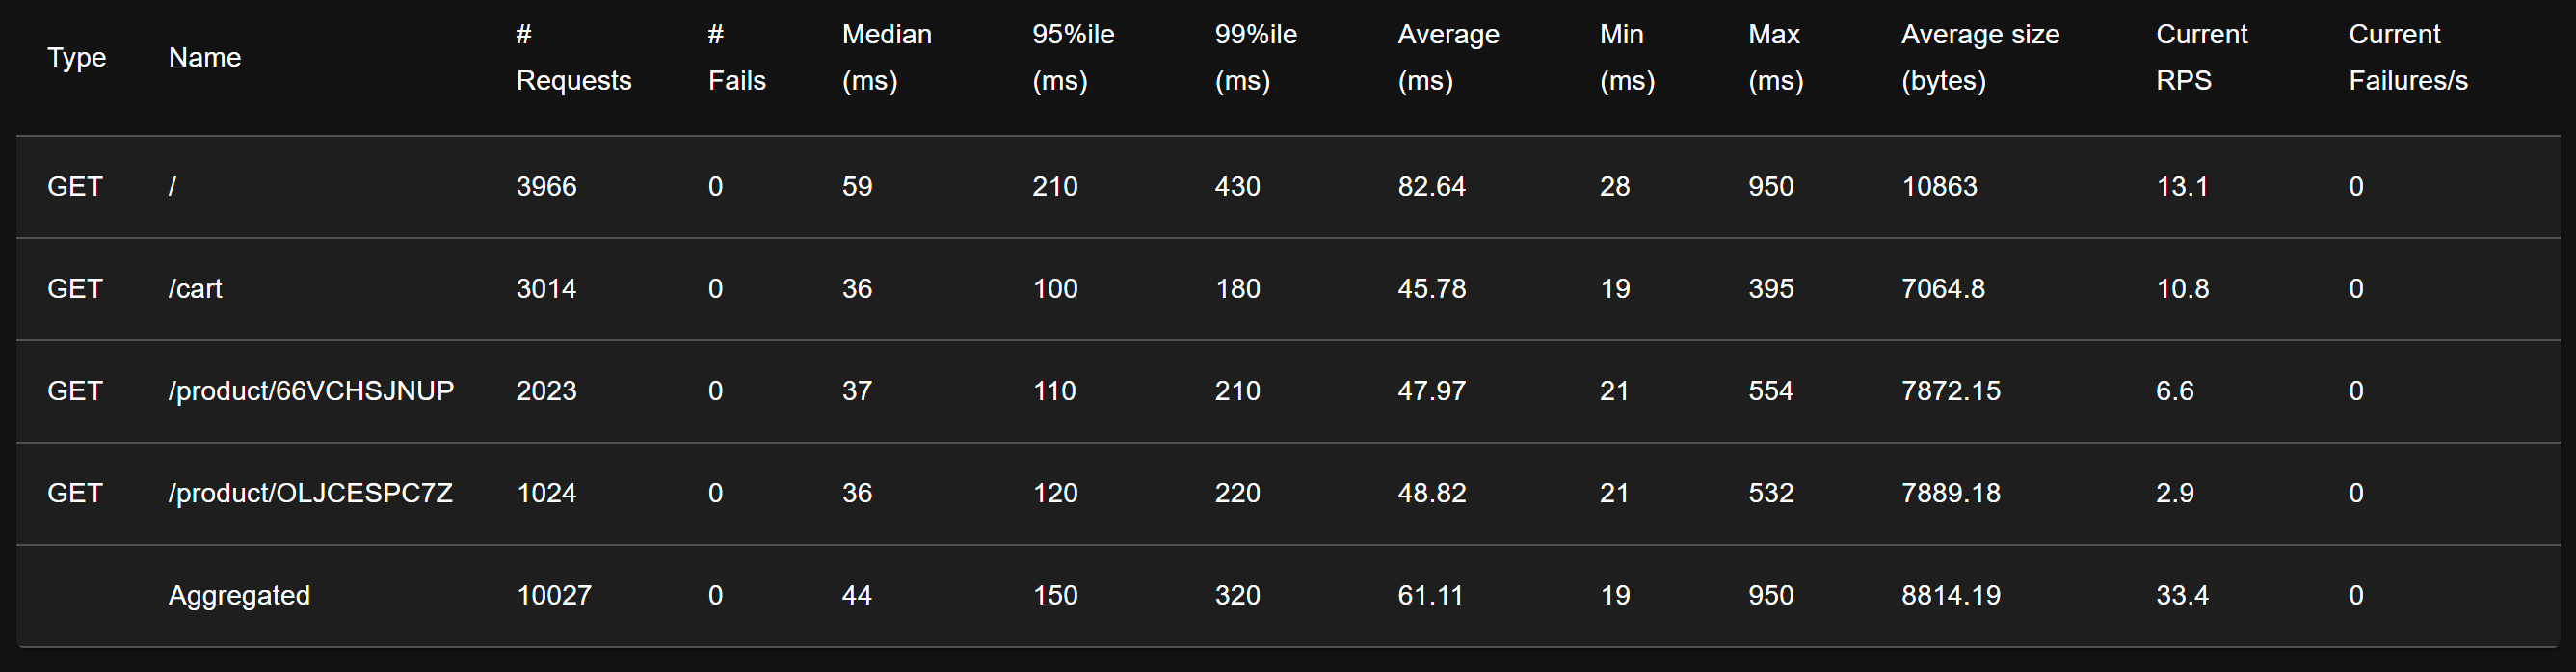 Type Name # Requests # Fails Median (ms) 95%ile (ms) 99%ile (ms) Average (ms) Min (ms) Max (ms) Average size (bytes) Current RPS Current Failures/s
GET / 3966 0 59 210 430 82.64 28 950 10863 13.1 0
GET /cart 3014 0 36 100 180 45.78 19 395 7064.8 10.8 0
GET /product/66VCHSJNUP 2023 0 37 110 210 47.97 21 554 7872.15 6.6 0
GET /product/OLJCESPC7Z 1024 0 36 120 220 48.82 21 532 7889.18 2.9 0
Aggregated 10027 0 44 150 320 61.11 19 950 8814.19 33.4 0